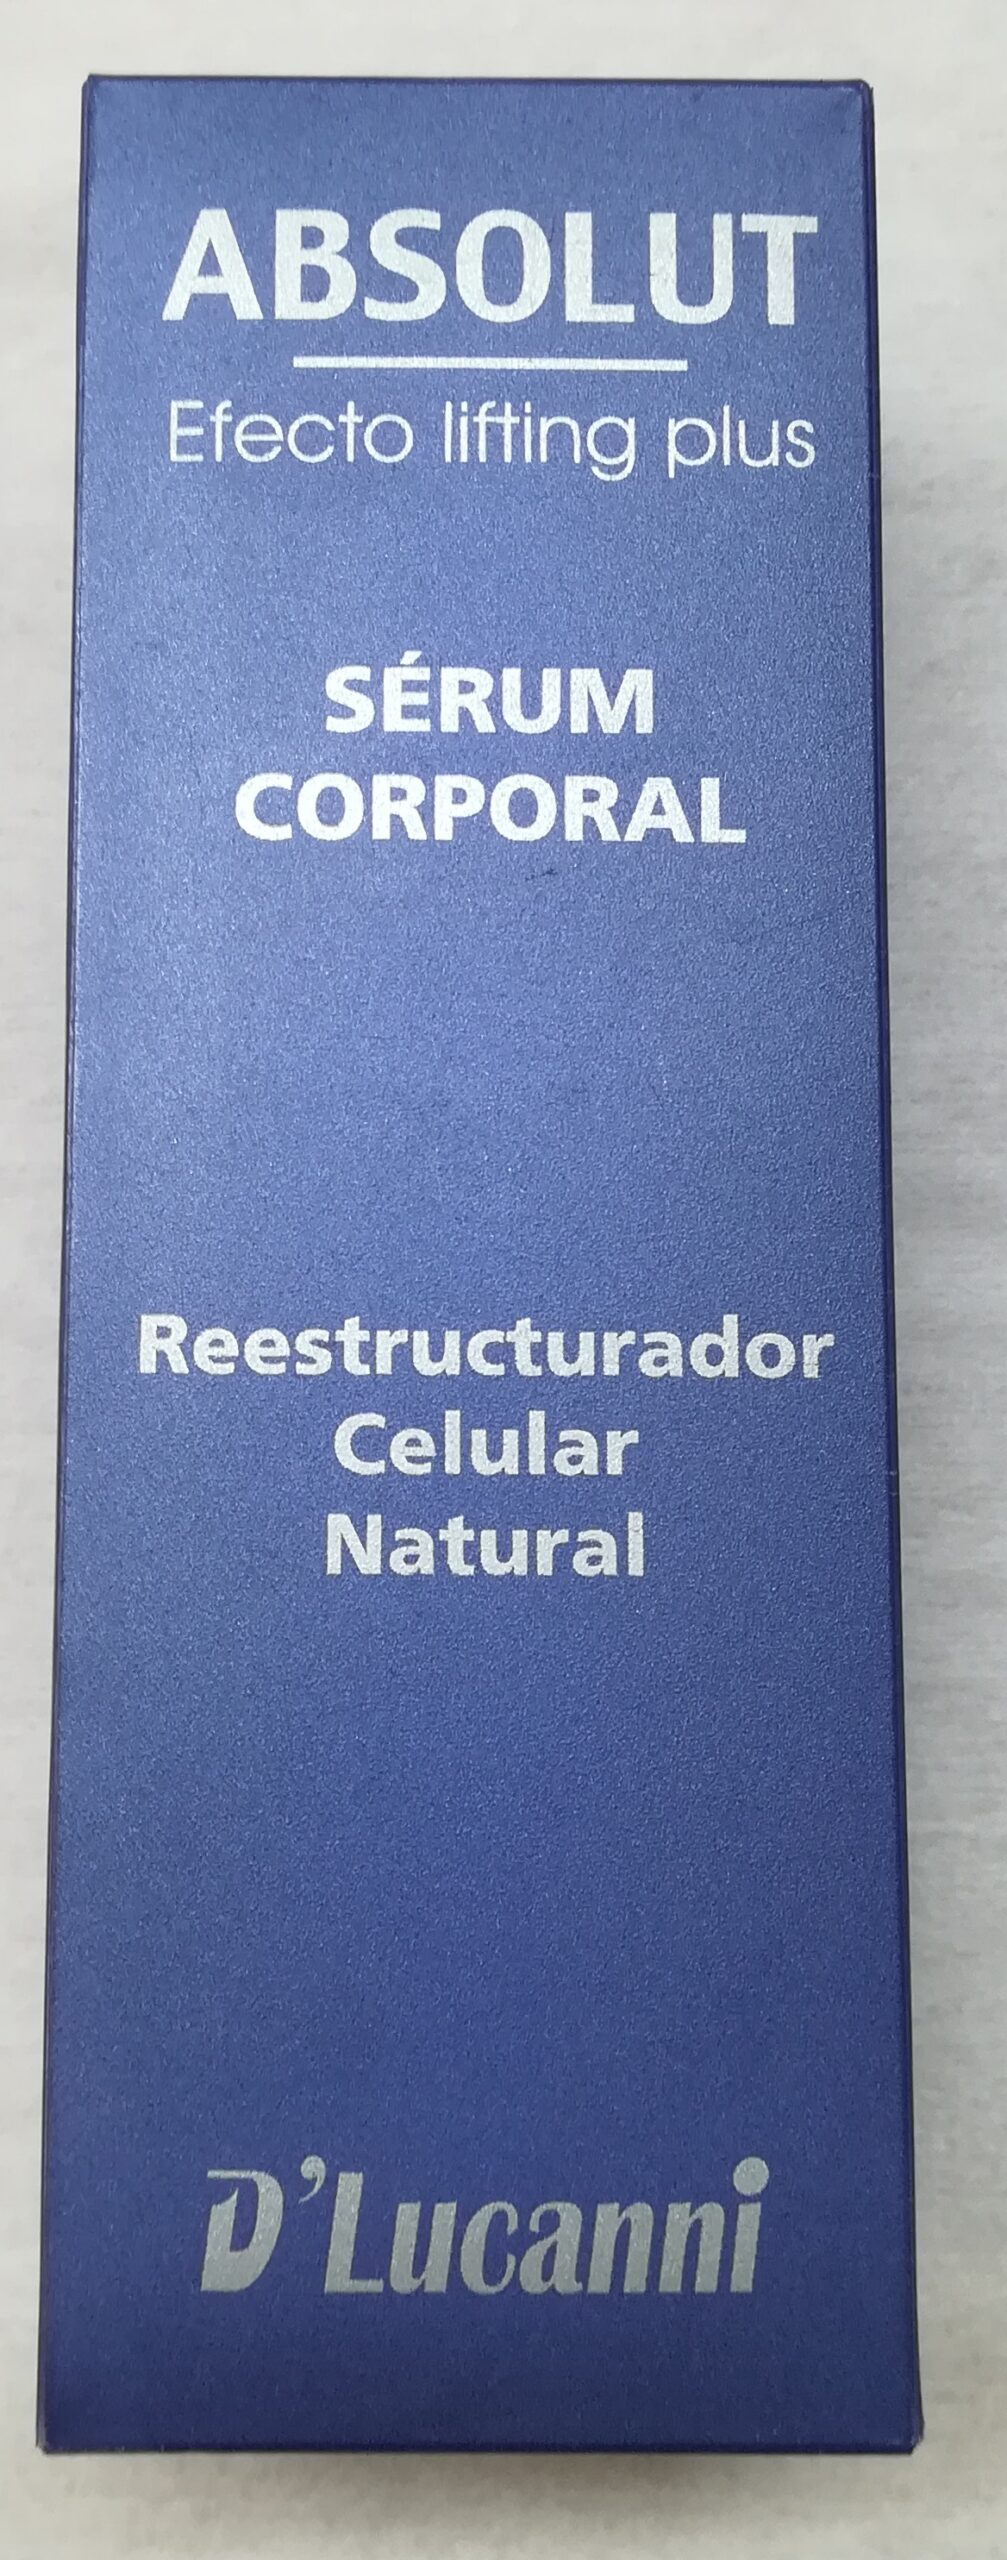 ABSOLUT
Efecto lifting plus
SÉRUM
CORPORAL
Reestructurador
Celular
Natural
D'Lucanni